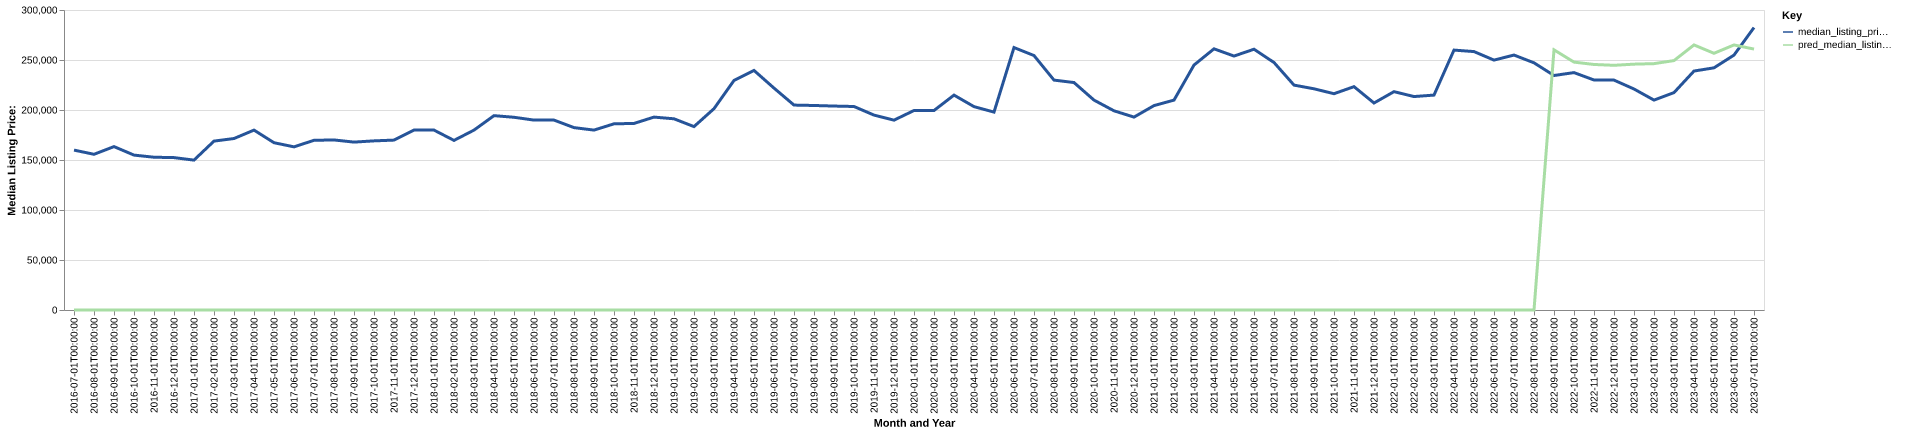 Key
median_listing_pri…
pred_median_listin…
Median Listing Price:
300,000
250,000
200,000
150,000
100,000
50,000
0
2016-07-01T00:00:00
2016-08-01T00:00:00
2016-09-01T00:00:00
2016-10-01T00:00:00
2016-11-01T00:00:00
2016-12-01T00:00:00
2017-01-01T00:00:00
2017-02-01T00:00:00
2017-03-01T00:00:00
2017-04-01T00:00:00
2017-05-01T00:00:00
2017-06-01T00:00:00
2017-07-01T00:00:00
2017-08-01T00:00:00
2017-09-01T00:00:00
2017-10-01T00:00:00
2017-11-01T00:00:00
2017-12-01T00:00:00
2018-01-01T00:00:00
2018-02-01T00:00:00
2018-03-01T00:00:00
2018-04-01T00:00:00
2018-05-01T00:00:00
2018-06-01T00:00:00
2018-07-01T00:00:00
2018-08-01T00:00:00
2018-09-01T00:00:00
2018-10-01T00:00:00
2018-11-01T00:00:00
2018-12-01T00:00:00
2019-01-01T00:00:00
2019-02-01T00:00:00
2019-03-01T00:00:00
2019-04-01T00:00:00
2019-05-01T00:00:00
2019-06-01T00:00:00
2019-07-01T00:00:00
2019-08-01T00:00:00
2019-09-01T00:00:00
2019-10-01T00:00:00
2019-11-01T00:00:00
2019-12-01T00:00:00
2020-01-01T00:00:00
2020-02-01T00:00:00
2020-03-01T00:00:00
2020-04-01T00:00:00
2020-05-01T00:00:00
2020-06-01T00:00:00
2020-07-01T00:00:00
2020-08-01T00:00:00
2020-09-01T00:00:00
2020-10-01T00:00:00
2020-11-01T00:00:00
2020-12-01T00:00:00
2021-01-01T00:00:00
2021-02-01T00:00:00
2021-03-01T00:00:00
2021-04-01T00:00:00
2021-05-01T00:00:00
2021-06-01T00:00:00
2021-07-01T00:00:00
2021-08-01T00:00:00
2021-09-01T00:00:00
2021-10-01T00:00:00
2021-11-01T00:00:00
2021-12-01T00:00:00
2022-01-01T00:00:00
2022-02-01T00:00:00
2022-03-01T00:00:00
2022-04-01T00:00:00
2022-05-01T00:00:00
2022-06-01T00:00:00
2022-07-01T00:00:00
2022-08-01T00:00:00
2022-09-01T00:00:00
2022-10-01T00:00:00
2022-11-01T00:00:00
2022-12-01T00:00:00
2023-01-01T00:00:00
2023-02-01T00:00:00
2023-03-01T00:00:00
2023-04-01T00:00:00
2023-05-01T00:00:00
2023-06-01T00:00:00
2023-07-01T00:00:00
Month and Year